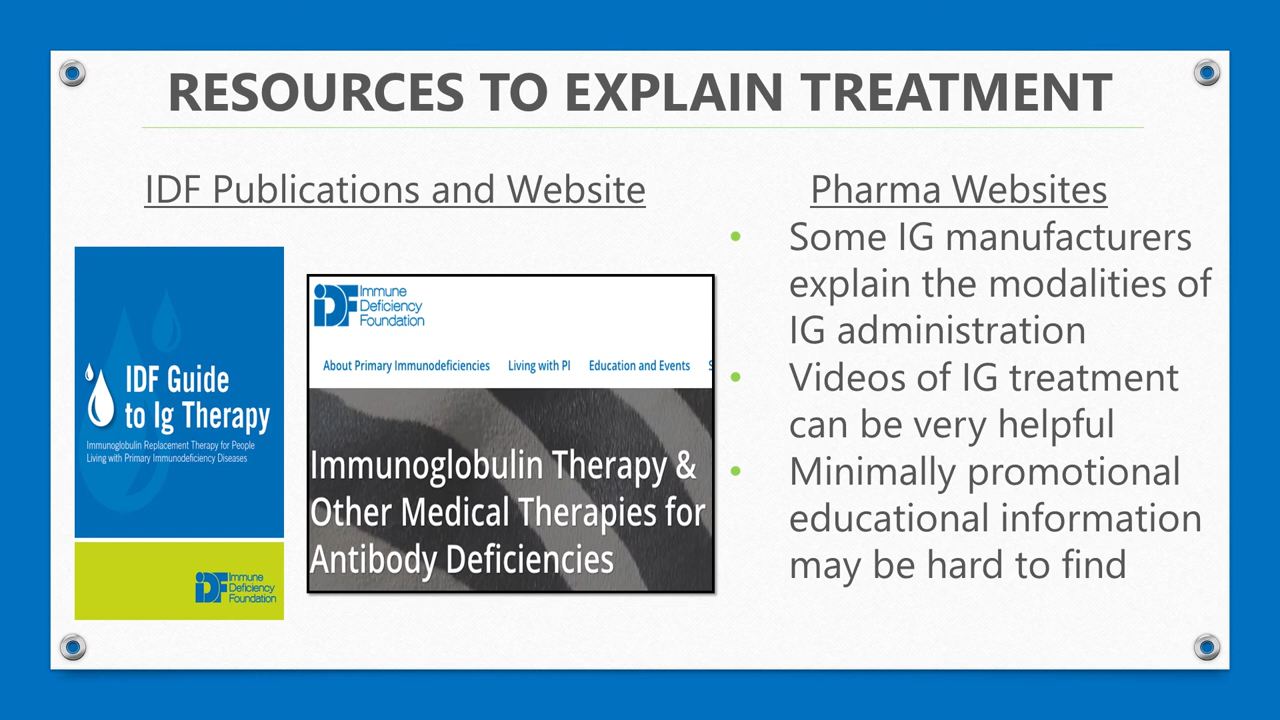 RESOURCES TO EXPLAIN TREATMENT
IDF Publications and Website
IDF Guide
to Ig Therapy
Immunoglobulin Replacement Therapy for People
Living with Primary Immunodeficiency Diseases
IDF Immune
Deficiency
Foundation
IDF Immune
Deficiency
Foundation
About Primary Immunodeficiencies Living with PI Education and Events
Immunoglobulin Therapy &
Other Medical Therapies for
Antibody Deficiencies
Pharma Websites
• Some IG manufacturers
explain the modalities of
IG administration
• Videos of IG treatment
can be very helpful
• Minimally promotional
educational information
may be hard to find